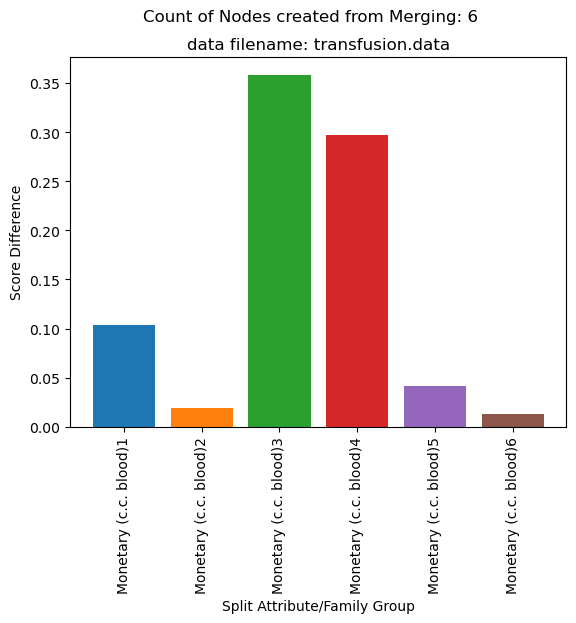 Count of Nodes created from Merging: 6
data filename: transfusion.data
Score Difference
0.35
0.30
0.25
0.20
0.15
0.10
0.05
0.00
Monetary (c.c. blood)1
Monetary (c.c. blood)2
Monetary (c.c. blood)3
Monetary (c.c. blood)4
Monetary (c.c. blood)5
Monetary (c.c. blood)6
Split Attribute/Family Group